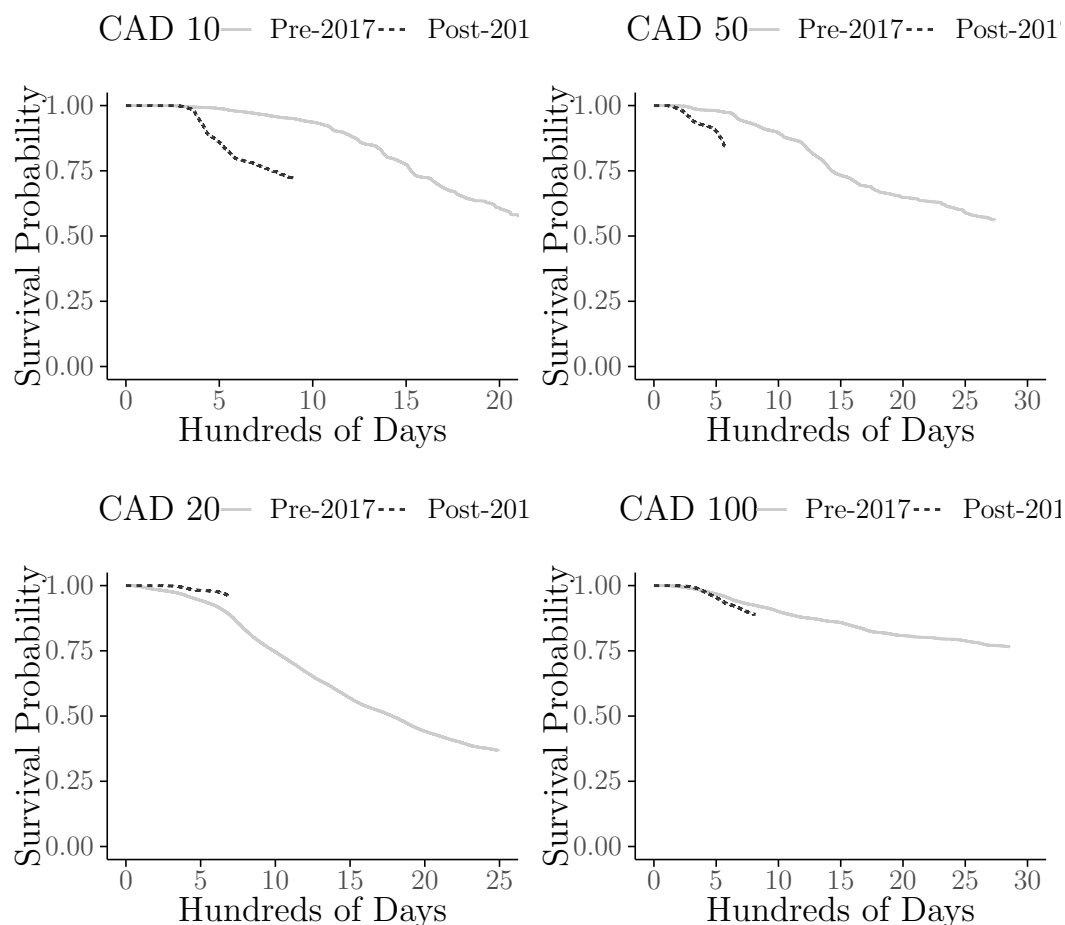 CAD 10 Pre-2017 Post-201
Survival Probability
1.00
0.75
0.50
0.25
0.00
0 5 10 15 20
Hundreds of Days
CAD 50 Pre-2017 Post-201
Survival Probability
1.00
0.75
0.50
0.25
0.00
0 5 10 15 20 25 30
Hundreds of Days
CAD 20 Pre-2017 Post-201
Survival Probability
1.00
0.75
0.50
0.25
0.00
0 5 10 15 20 25
Hundreds of Days
CAD 100 Pre-2017 Post-201
Survival Probability
1.00
0.75
0.50
0.25
0.00
0 5 10 15 20 25 30
Hundreds of Days